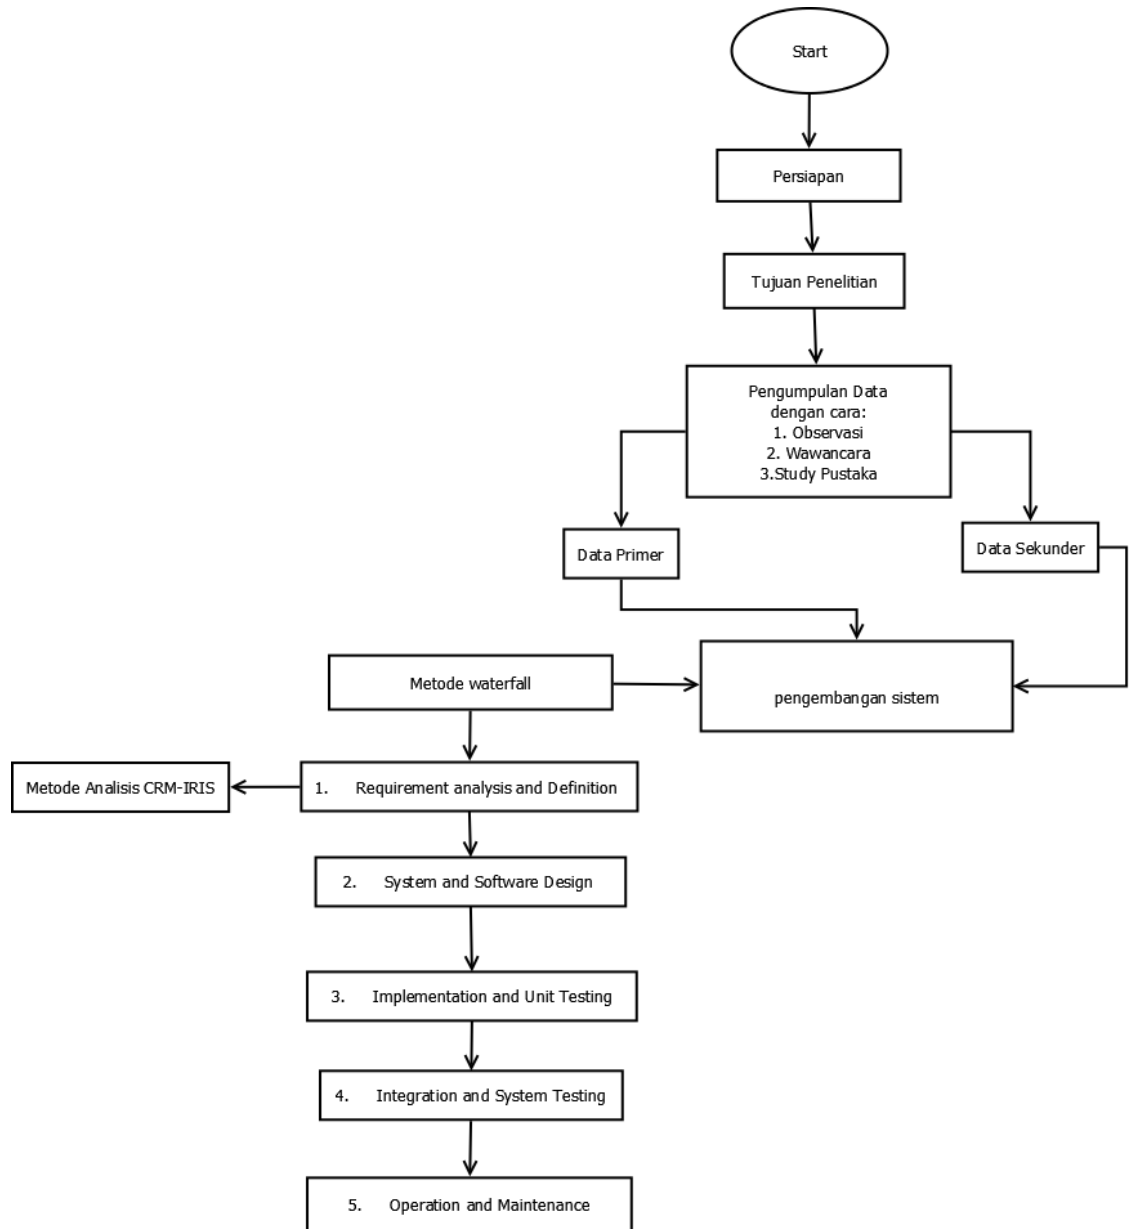 Start
Persiapan
Tujuan Penelitian
Pengumpulan Data
dengan cara:
1. Observasi
2. Wawancara
3.Study Pustaka
Data Primer
Data Sekunder
Metode waterfall
pengembangan sistem
Metode Analisis CRM-IRIS
1. Requirement analysis and Definition
2. System and Software Design
3. Implementation and Unit Testing
4. Integration and System Testing
5. Operation and Maintenance